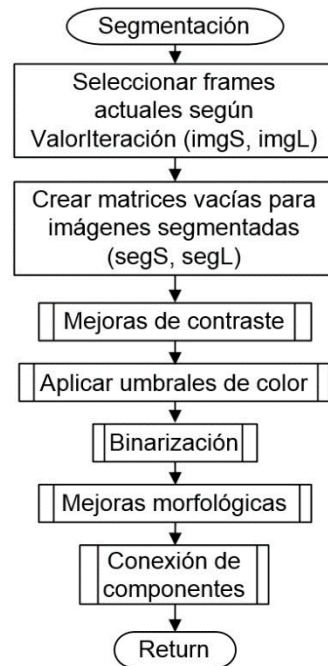 Segmentación
Seleccionar frames
actuales según
ValorIteración (imgS, imgL)
Crear matrices vacías para
imágenes segmentadas
(segS, segL)
Mejoras de contraste
Aplicar umbrales de color
Binarización
Mejoras morfológicas
Conexión de
componentes
Return